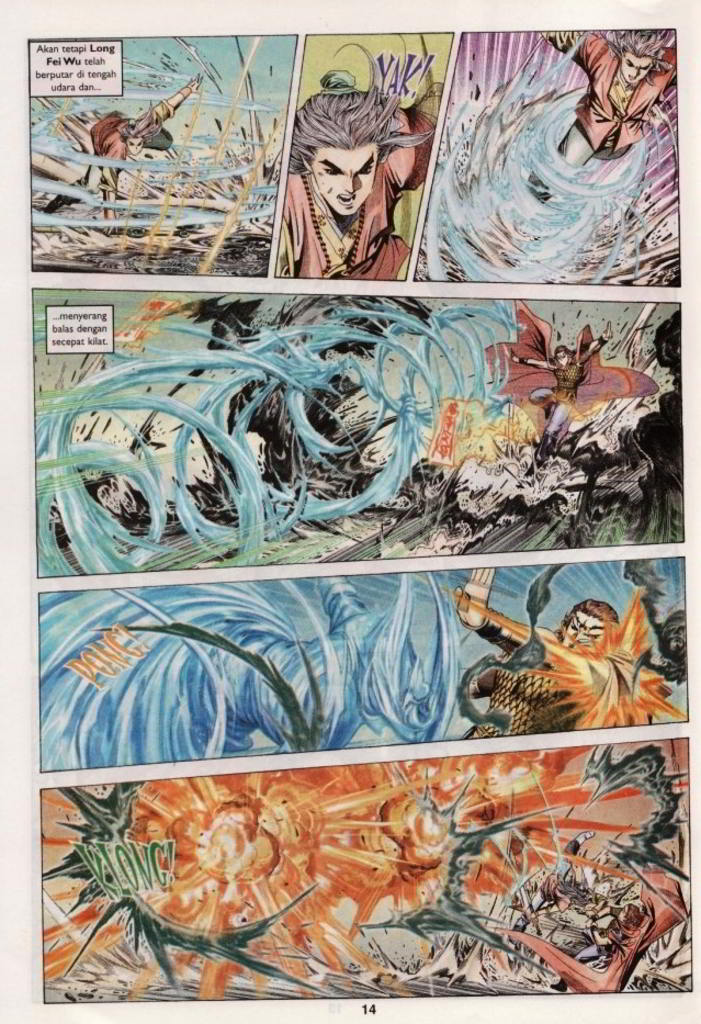 Akan tetapi Long
Fei Wu telah
berputar di tengah
udara dan...
YAK!
...menyerang
balas dengan
secepat kilat.
PONG!
KLONG!
14